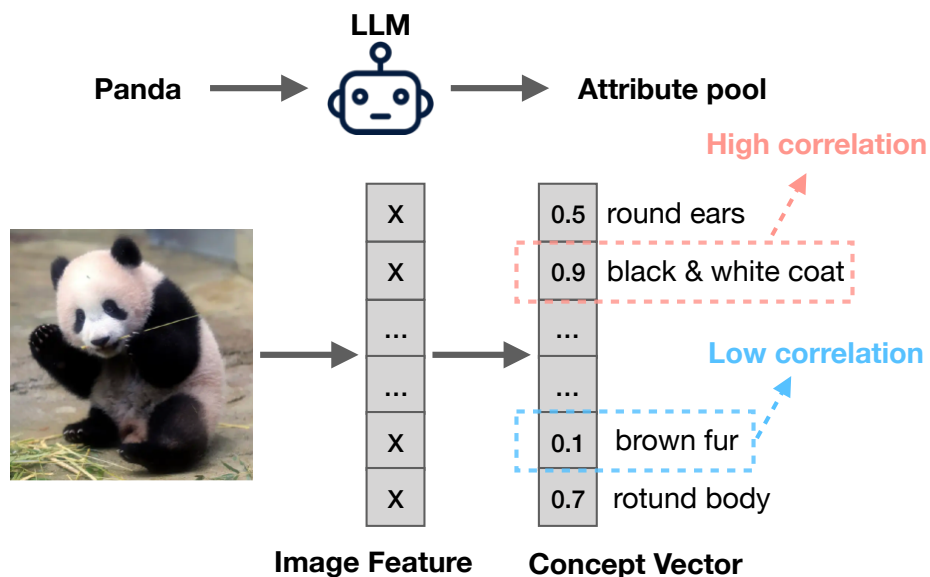 LLM
Panda
Attribute pool
High correlation
X
0.5 round ears
X
0.9 black & white coat
...
...
Low correlation
...
...
X
0.1 brown fur
X
0.7 rotund body
Image Feature
Concept Vector